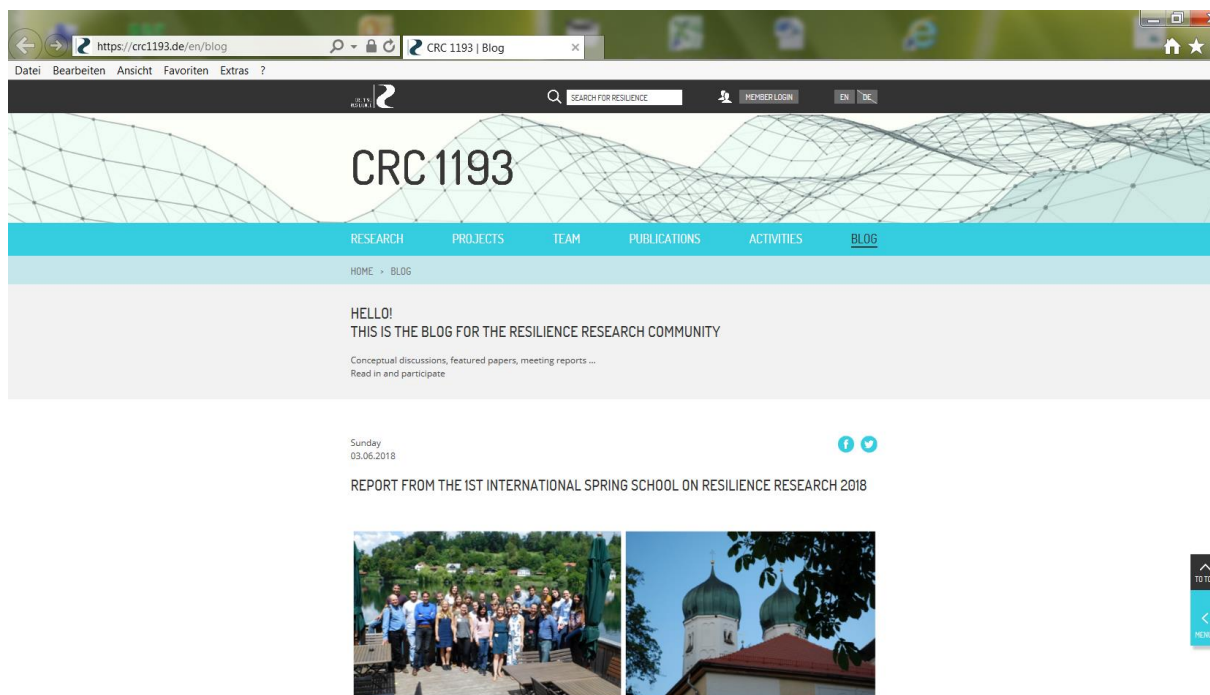 https://crc1193.de/en/blog
CRC 1193 | Blog
Datei Bearbeiten Ansicht Favoriten Extras ?
SEARCH FOR RESILIENCE
MEMBER LOGIN
EN DE
CRC 1193
RESEARCH PROJECTS TEAM PUBLICATIONS ACTIVITIES BLOG
HOME › BLOG
HELLO!
THIS IS THE BLOG FOR THE RESILIENCE RESEARCH COMMUNITY
Conceptual discussions, featured papers, meeting reports ...
Read in and participate
Sunday
03.06.2018
REPORT FROM THE 1ST INTERNATIONAL SPRING SCHOOL ON RESILIENCE RESEARCH 2018